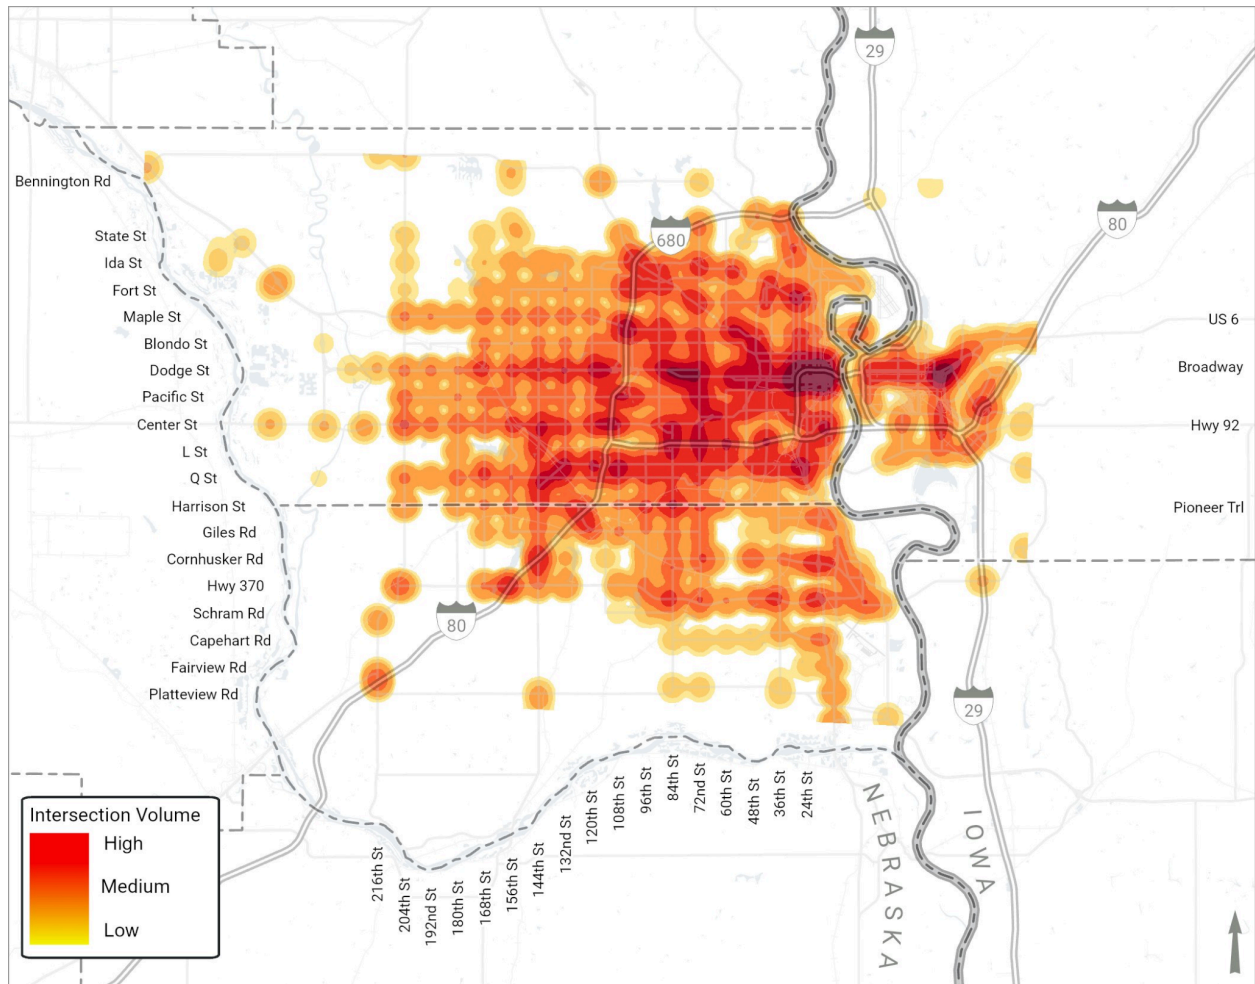 29
80
680
Bennington Rd
State St
Ida St
Fort St
Maple St
Blondo St
Dodge St
Pacific St
Center St
L St
Q St
Harrison St
Giles Rd
Cornhusker Rd
Hwy 370
Schram Rd
Capehart Rd
Fairview Rd
Platteview Rd
US 6
Broadway
Hwy 92
Pioneer Trl
80
29
216th St
204th St
192nd St
180th St
168th St
156th St
144th St
132nd St
120th St
108th St
96th St
84th St
72nd St
60th St
48th St
36th St
24th St
NEBRASKA
IOWA
Intersection Volume
High
Medium
Low